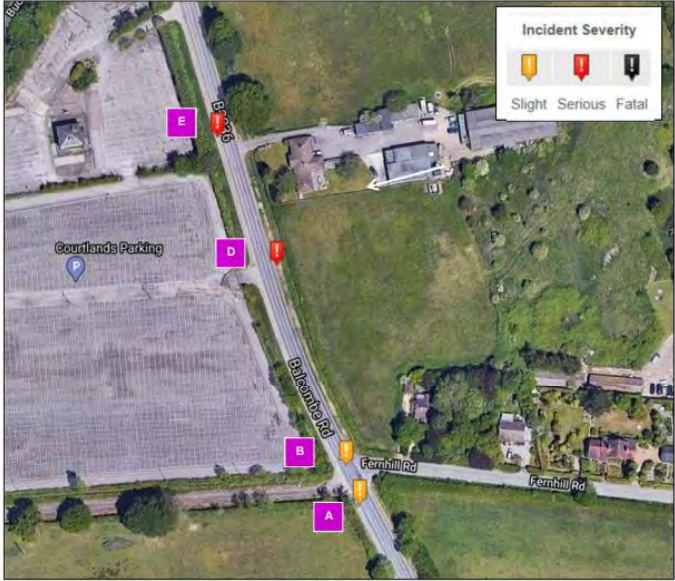 Incident Severity
Slight Serious Fatal
E
D
Courtlands Parking
P
Balcombe Rd
B
Fernhill Rd
Fernhill Rd
A